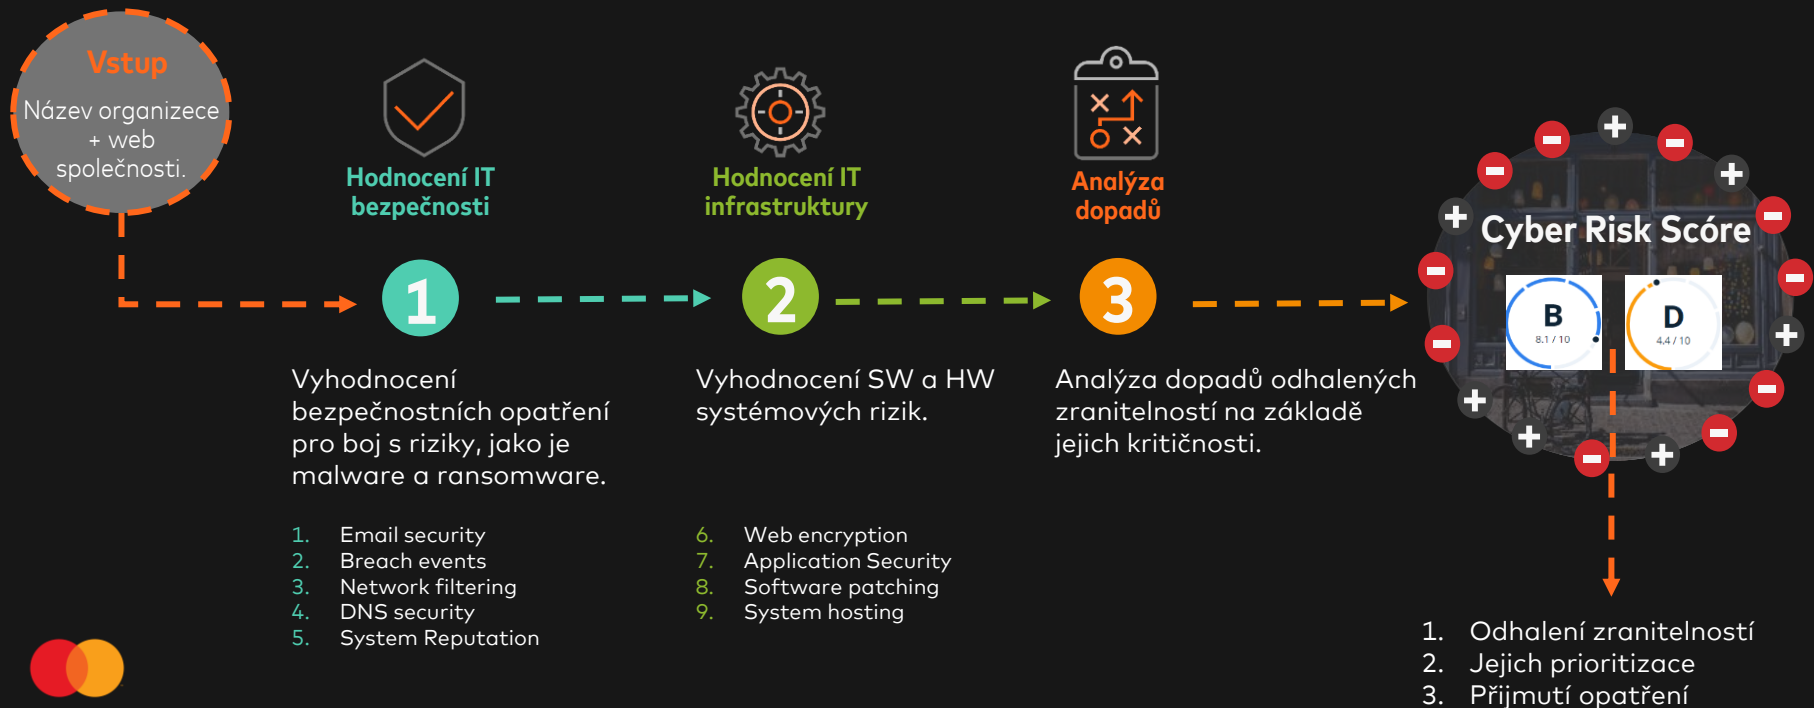 Vstup
Název organizece
+ web
společnosti.
Hodnocení IT
bezpečnosti
1
Vyhodnocení
bezpečnostních opatření
pro boj s riziky, jako je
malware a ransomware.
1. Email security
2. Breach events
3. Network filtering
4. DNS security
5. System Reputation
Hodnocení IT
infrastruktury
2
Vyhodnocení SW a HW
systémových rizik.
6. Web encryption
7. Application Security
8. Software patching
9. System hosting
Analýza
dopadů
3
Analýza dopadů odhalených
zranitelností na základě
jejich kritičnosti.
Cyber Risk Scóre
B
8.1 / 10
D
4.4 / 10
1. Odhalení zranitelností
2. Jejich prioritizace
3. Přijmutí opatření